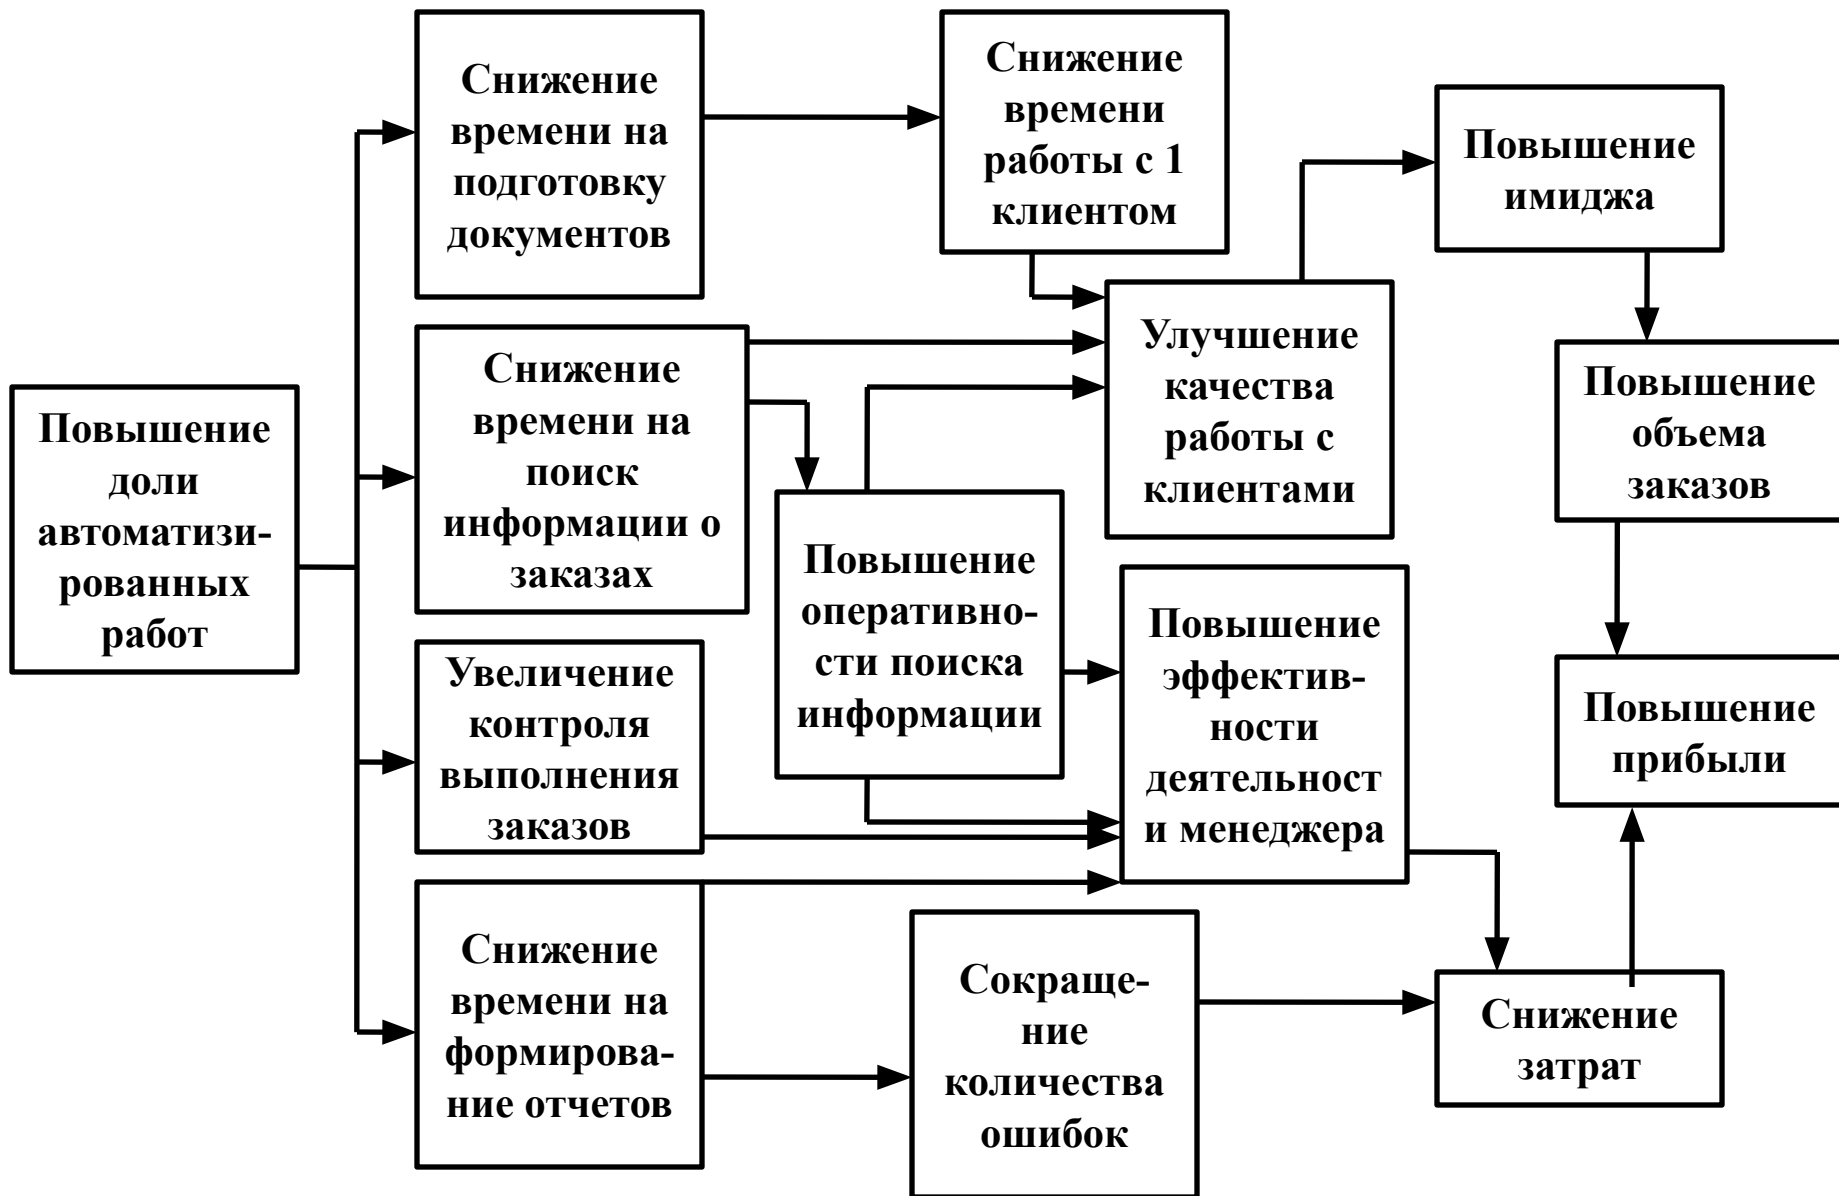 Повышение
доли
автоматизи-
рованных
работ
Снижение
времени на
подготовку
документов
Снижение
времени на
поиск
информации о
заказах
Увеличение
контроля
выполнения
заказов
Снижение
времени на
формирова-
ние отчетов
Снижение
времени
работы с 1
клиентом
Повышение
оперативно-
сти поиска
информации
Сокраще-
ние
количества
ошибок
Улучшение
качества
работы с
клиентами
Повышение
эффектив-
ности
деятельност
и менеджера
Повышение
имиджа
Повышение
объема
заказов
Повышение
прибыли
Снижение
затрат